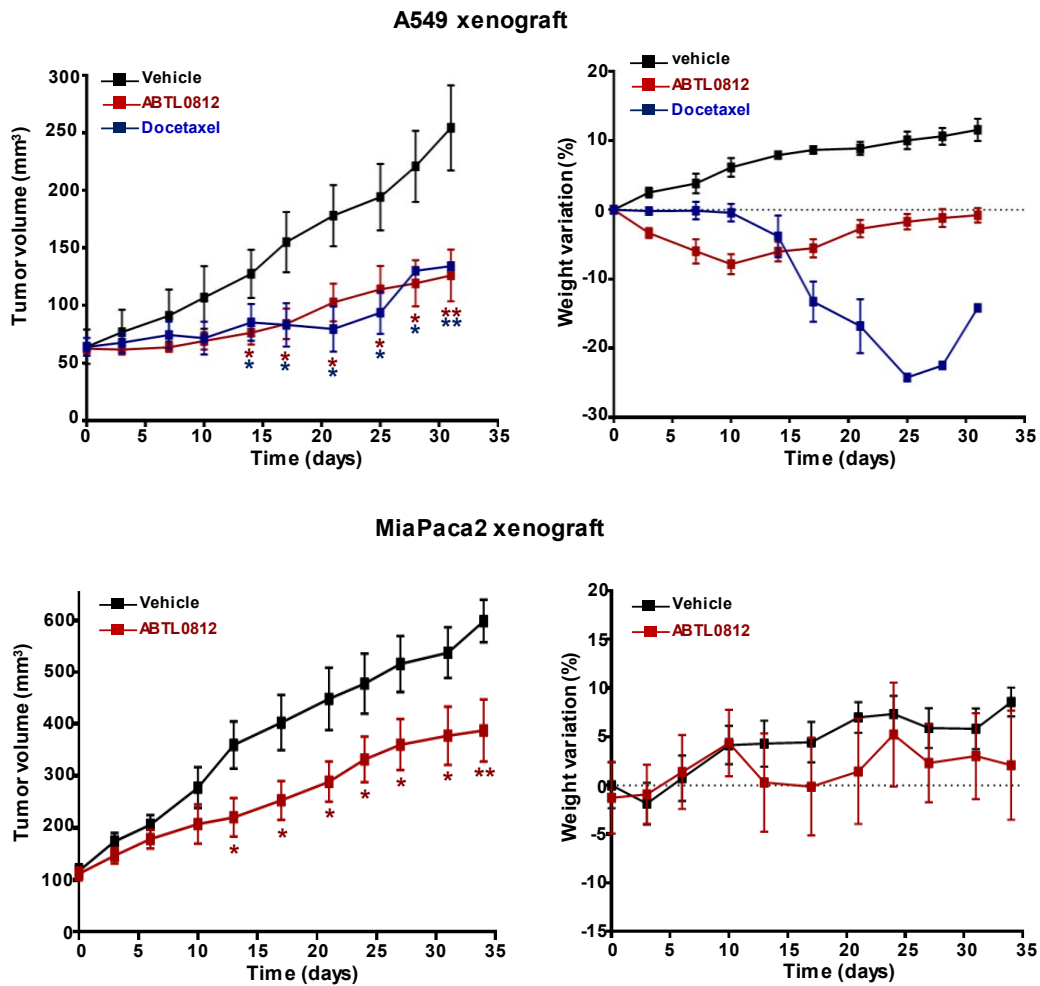 A549 xenograft
Vehicle
ABTL0812
Docetaxel
Tumor volume (mm³)
300
250
200
150
100
50
0
* * * * * **
* * * * * **
0 5 10 15 20 25 30 35
Time (days)
vehicle
ABTL0812
Docetaxel
Weight variation (%)
20
10
0
-10
-20
-30
0 5 10 15 20 25 30 35
Time (days)
MiaPaca2 xenograft
Vehicle
ABTL0812
Tumor volume (mm³)
600
500
400
300
200
100
0
* * * * * * **
0 5 10 15 20 25 30 35
Time (days)
Vehicle
ABTL0812
Weight variation (%)
20
15
10
5
0
-5
-10
-15
0 5 10 15 20 25 30 35
Time (days)